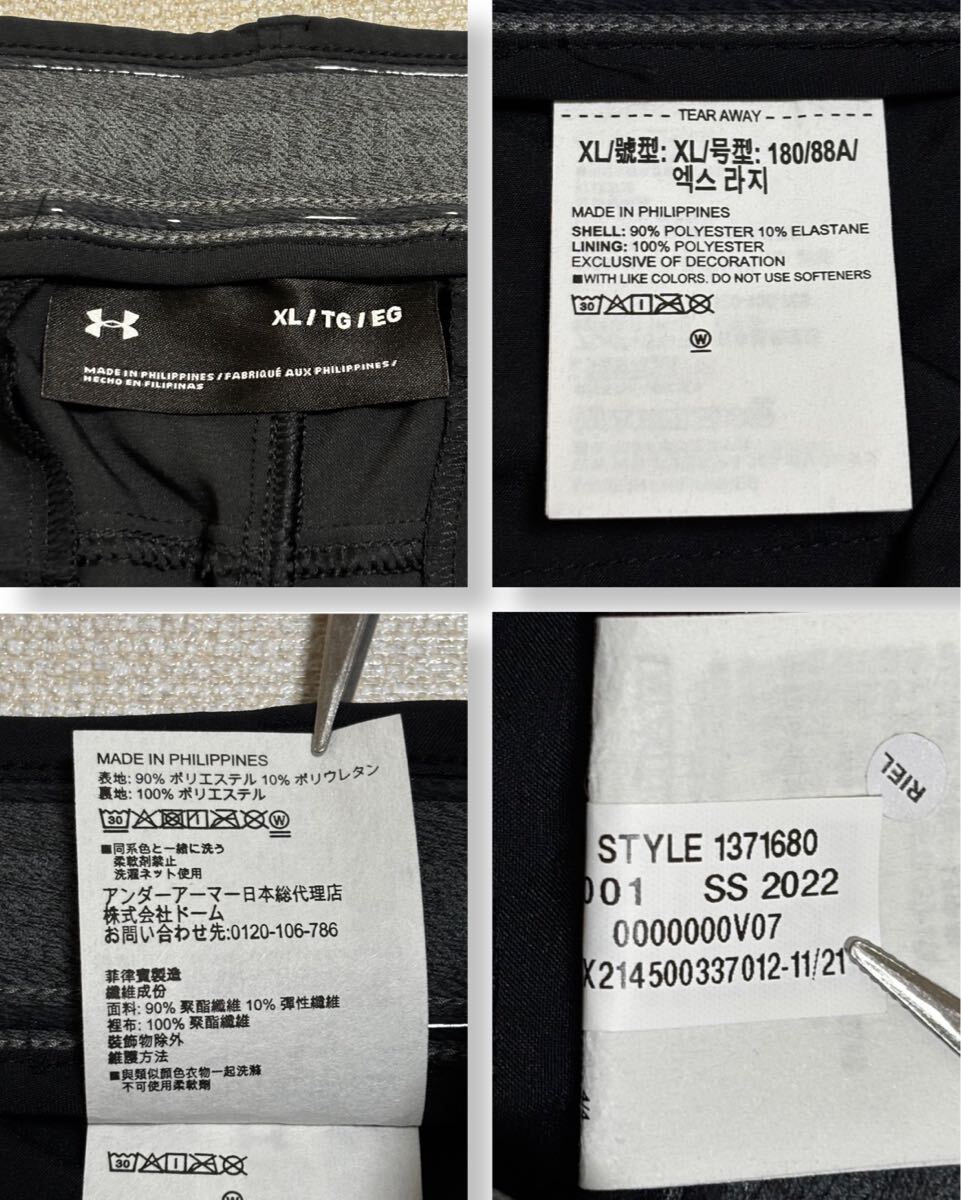 XL / TG / EG
MADE IN PHILIPPINES / FABRIQUÉ AUX PHILIPPINES /
HECHO EN FILIPINAS
TEAR AWAY
XL/號型: XL/号型: 180/88A/
엑스 라지
MADE IN PHILIPPINES
SHELL: 90% POLYESTER 10% ELASTANE
LINING: 100% POLYESTER
EXCLUSIVE OF DECORATION
■WITH LIKE COLORS. DO NOT USE SOFTENERS
30
W
MADE IN PHILIPPINES
表地: 90% ポリエステル 10% ポリウレタン
裏地: 100% ポリエステル
30 W
■同系色と一緒に洗う
柔軟剤禁止
洗濯ネット使用
アンダーアーマー日本総代理店
株式会社ドーム
お問い合わせ先:0120-106-786
菲律賓製造
纖維成份
面料: 90% 聚酯纖維 10% 彈性纖維
裡布: 100% 聚酯纖維
裝飾物除外
維護方法
■與類似顏色衣物一起洗滌
不可使用柔軟劑
30
W
RIEL
STYLE 1371680
001 SS 2022
0000000V07
X214500337012-11/21
4/4